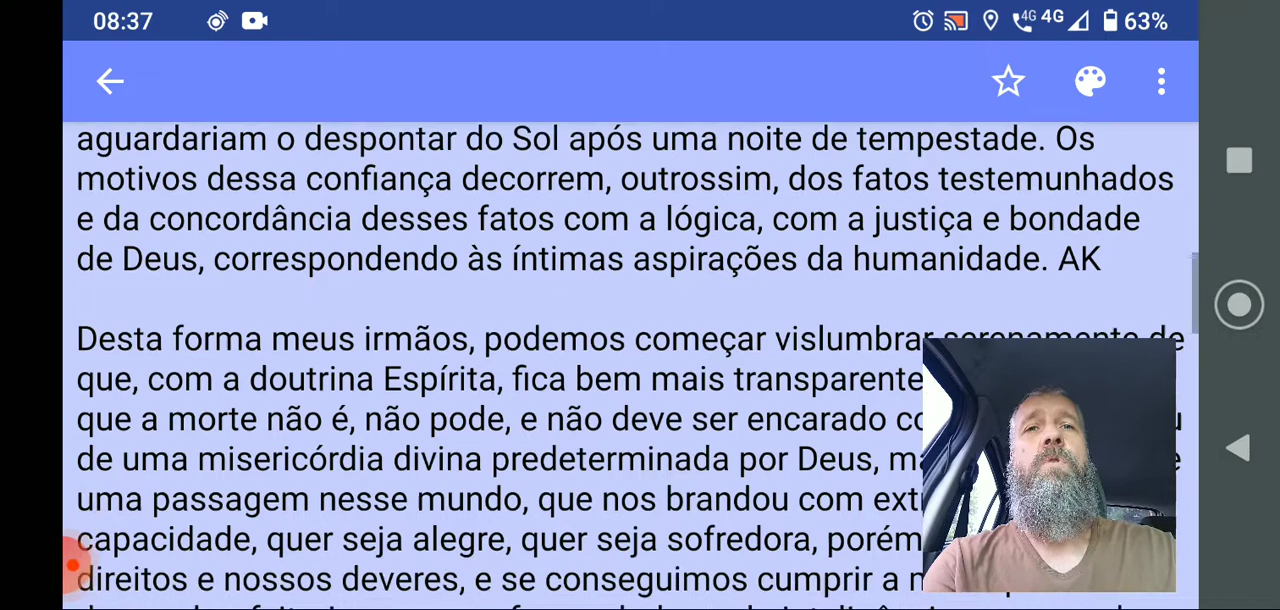 08:37 4G 4G 63%
aguardariam o despontar do Sol após uma noite de tempestade. Os
motivos dessa confiança decorrem, outrossim, dos fatos testemunhados
e da concordância desses fatos com a lógica, com a justiça e bondade
de Deus, correspondendo às íntimas aspirações da humanidade. AK
Desta forma meus irmãos, podemos começar vislumbrar serenamente de
que, com a doutrina Espírita, fica bem mais transparente
que a morte não é, não pode, e não deve ser encarado
de uma misericórdia divina predeterminada por Deus,
uma passagem nesse mundo, que nos brandou com
capacidade, quer seja alegre, quer seja sofredora, porém
direitos e nossos deveres, e se conseguimos cumprir a